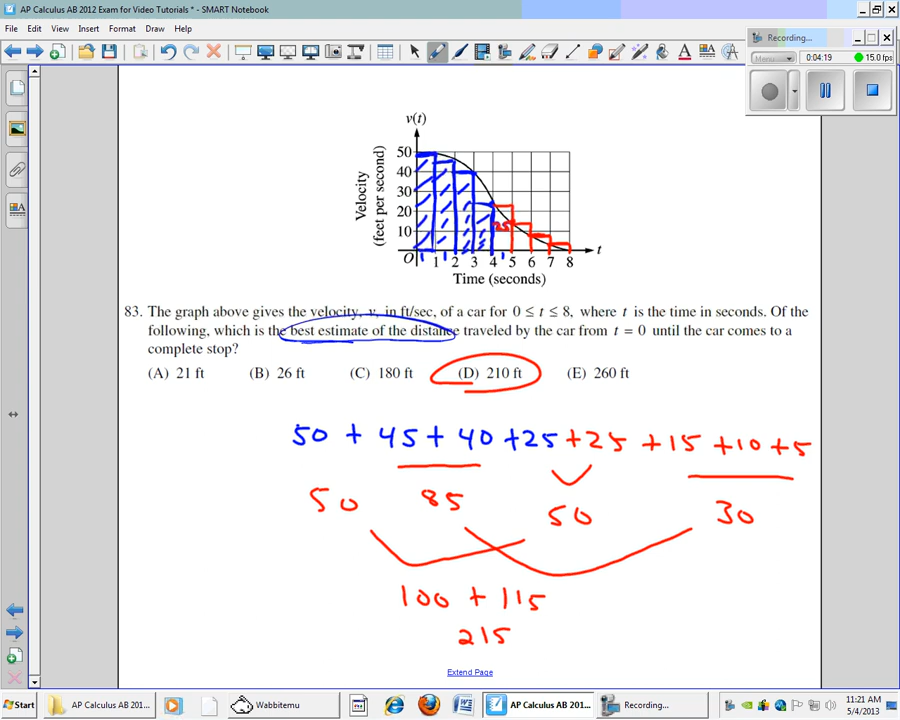 AP Calculus AB 2012 Exam for Video Tutorials * - SMART Notebook
File Edit View Insert Format Draw Help
Recording...
Menu 0:04:19 15.0 fps
v(t)
50
40
30
20
10
Velocity
(feet per second)
25
O 1 2 3 4 5 6 7 8 t
1 1 1
Time (seconds)
83. The graph above gives the velocity, v, in ft/sec, of a car for 0 ≤ t ≤ 8, where t is the time in seconds. Of the
following, which is the best estimate of the distance traveled by the car from t = 0 until the car comes to a
complete stop?
(A) 21 ft (B) 26 ft (C) 180 ft (D) 210 ft (E) 260 ft
50 + 45 + 40 + 25 + 25 + 15 + 10 + 5
50 85 50 30
100 + 115
215
Extend Page
Start AP Calculus AB 201... Wabbitemu AP Calculus AB 201... Recording... 11:21 AM
5/4/2013